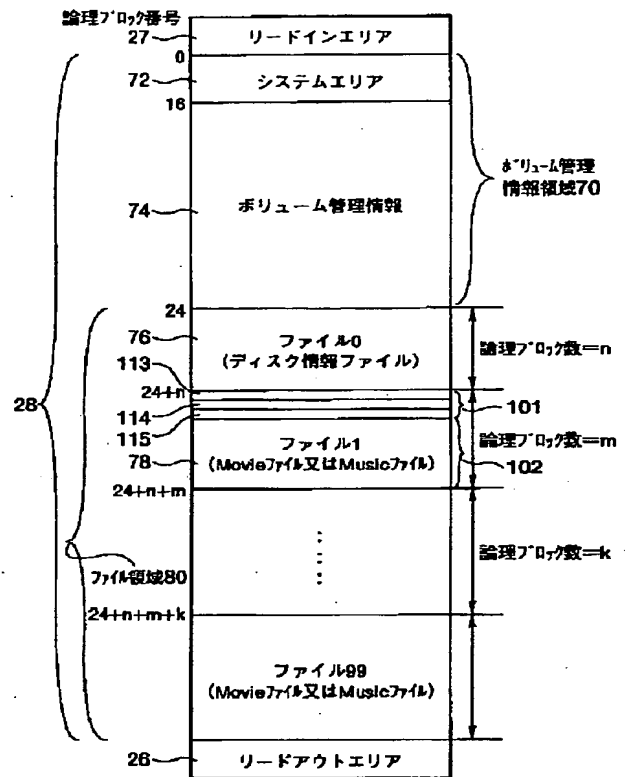 論理ブロック番号
27
リードインエリア
0
72
システムエリア
16
74
ボリューム管理情報
ボリューム管理
情報領域70
24
76
ファイル0
(ディスク情報ファイル)
論理ブロック数=n
113
24+n
28
114
101
115
論理ブロック数=m
78
ファイル1
(Movieファイル又はMusicファイル)
102
24+n+m
論理ブロック数=k
ファイル領域80
24+n+m+k
ファイル99
(Movieファイル又はMusicファイル)
26
リードアウトエリア